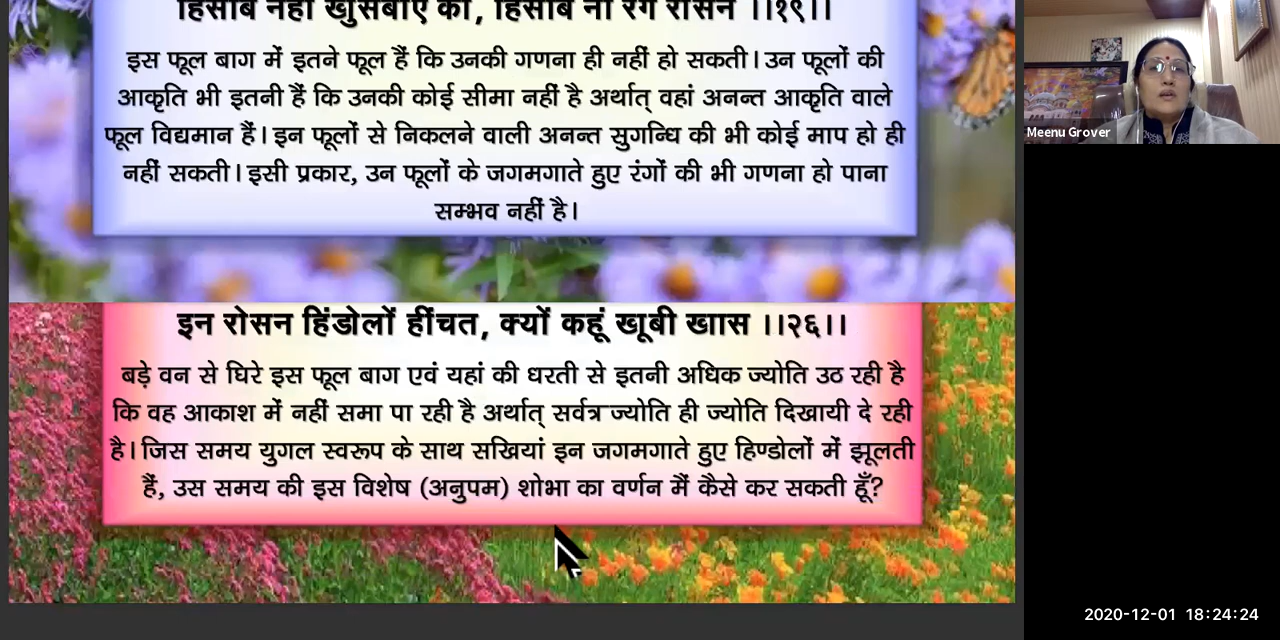 हिसाब नहीं खुसबोए को, हिसाब ना रंग रोसन ।।१९।।
इस फूल बाग में इतने फूल हैं कि उनकी गणना ही नहीं हो सकती। उन फूलों की
आकृति भी इतनी हैं कि उनकी कोई सीमा नहीं है अर्थात् वहां अनन्त आकृति वाले
फूल विद्यमान हैं। इन फूलों से निकलने वाली अनन्त सुगन्धि की भी कोई माप हो ही
नहीं सकती। इसी प्रकार, उन फूलों के जगमगाते हुए रंगों की भी गणना हो पाना
सम्भव नहीं है।
इन रोसन हिंडोलों हींचत, क्यों कहूं खूबी खास ।।२६।।
बड़े वन से घिरे इस फूल बाग एवं यहां की धरती से इतनी अधिक ज्योति उठ रही है
कि वह आकाश में नहीं समा पा रही है अर्थात् सर्वत्र ज्योति ही ज्योति दिखायी दे रही
है। जिस समय युगल स्वरूप के साथ सखियां इन जगमगाते हुए हिण्डोलों में झूलती
हैं, उस समय की इस विशेष (अनुपम) शोभा का वर्णन मैं कैसे कर सकती हूँ?
Meenu Grover
2020-12-01 18:24:24